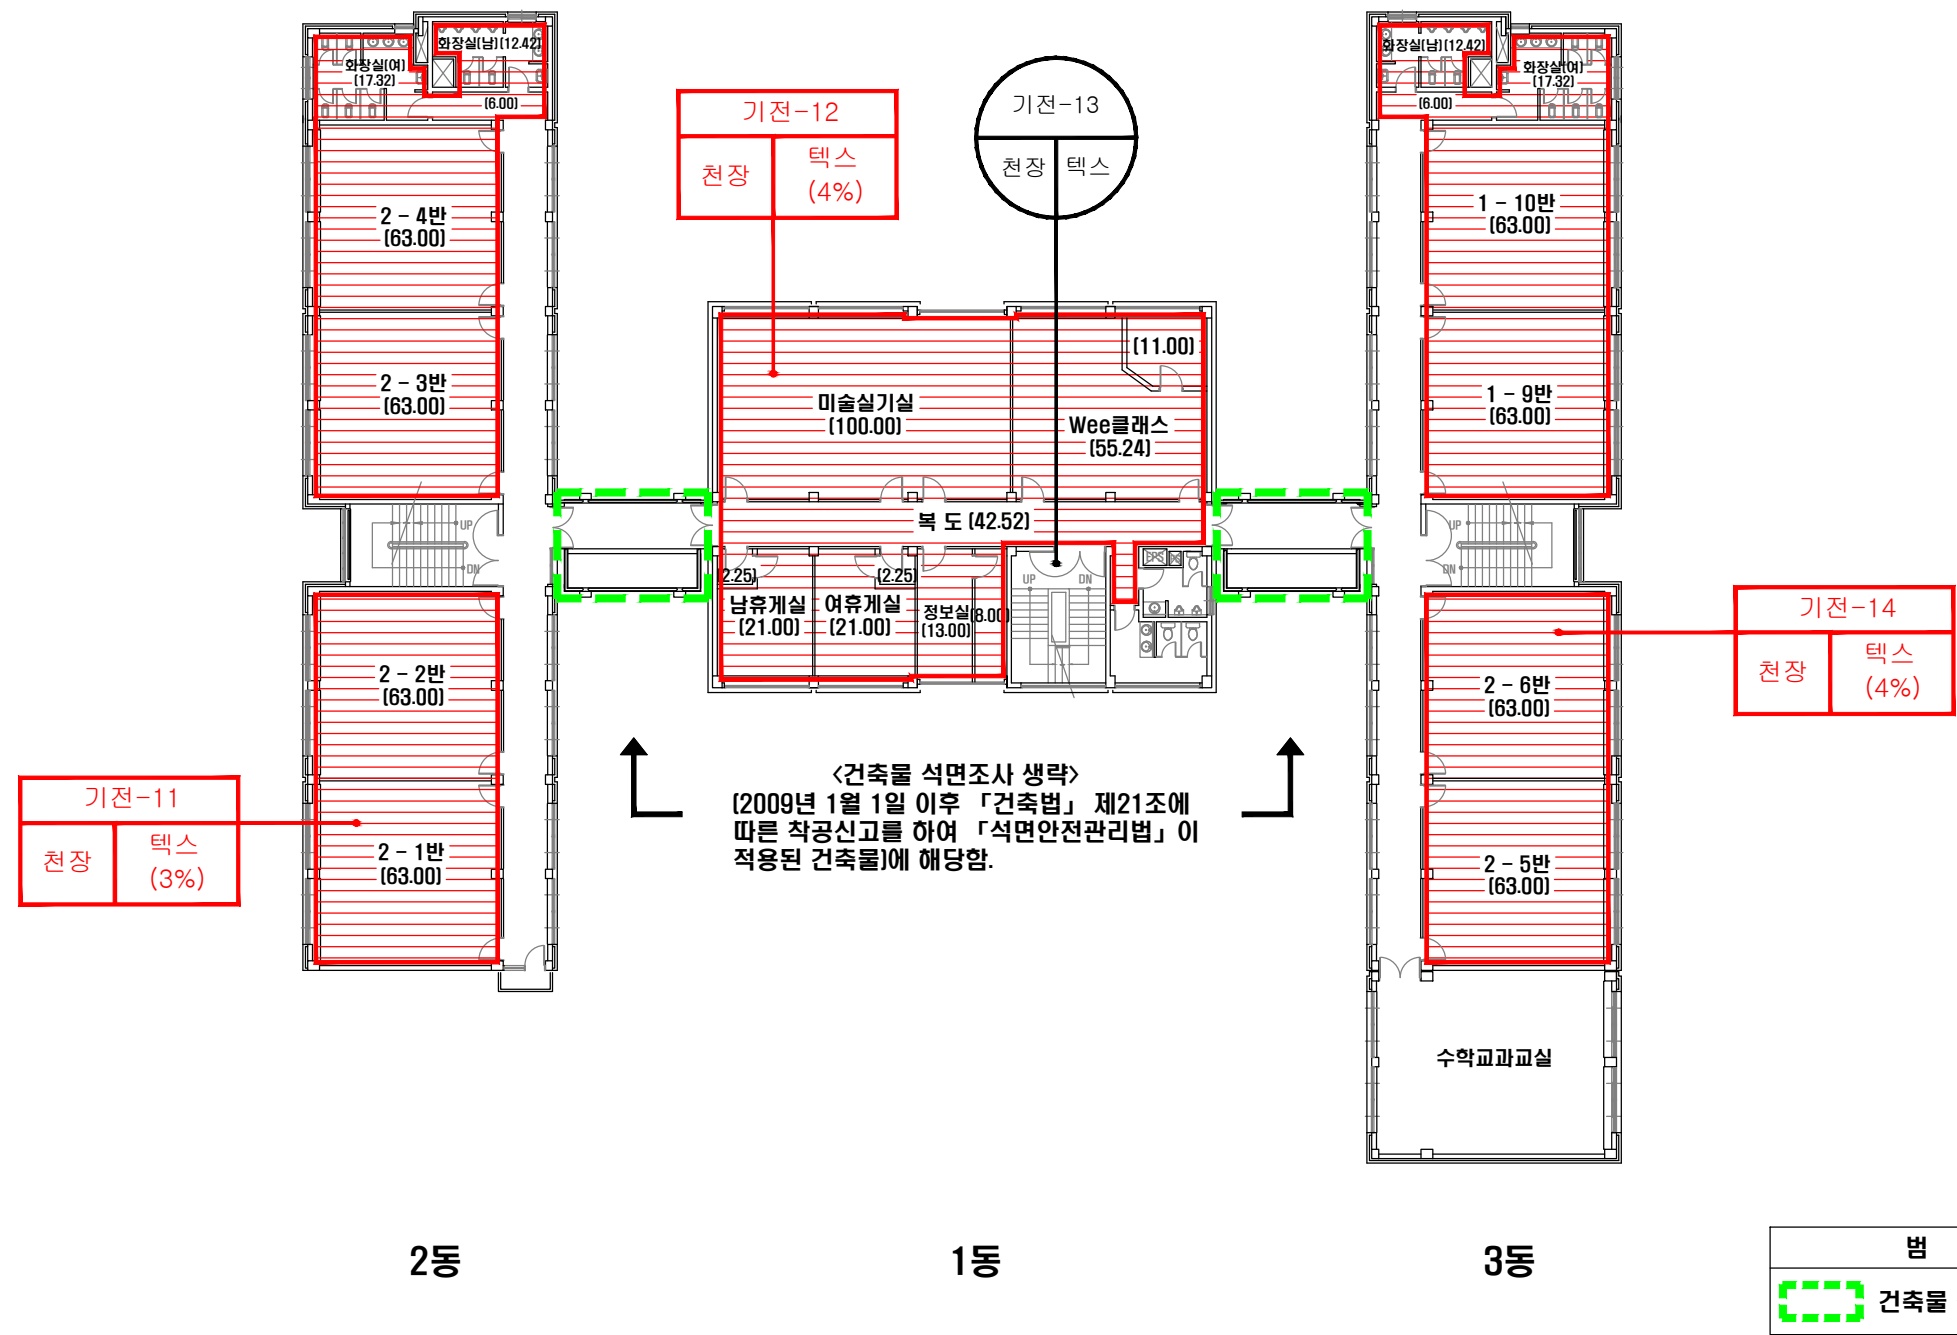 화장실(여)
(17.32)
화장실(남)(12.42)
(6.00)
2 - 4반
(63.00)
2 - 3반
(63.00)
UP
DN
2 - 2반
(63.00)
2 - 1반
(63.00)
기전-11
천장
텍스
(3%)
기전-12
천장
텍스
(4%)
기전-13
천장
텍스
미술실기실
(100.00)
(11.00)
Wee클래스
(55.24)
복 도 (42.52)
(2.25)
(2.25)
남휴게실
(21.00)
여휴게실
(21.00)
정보실
(13.00)
(8.00)
UP
DN
EPS
<건축물 석면조사 생략>
(2009년 1월 1일 이후 「건축법」 제21조에
따른 착공신고를 하여 「석면안전관리법」이
적용된 건축물)에 해당함.
화장실(남)(12.42)
화장실(여)
(17.32)
(6.00)
1 - 10반
(63.00)
1 - 9반
(63.00)
UP
DN
2 - 6반
(63.00)
2 - 5반
(63.00)
기전-14
천장
텍스
(4%)
수학교과교실
2동
1동
3동
범
건축물